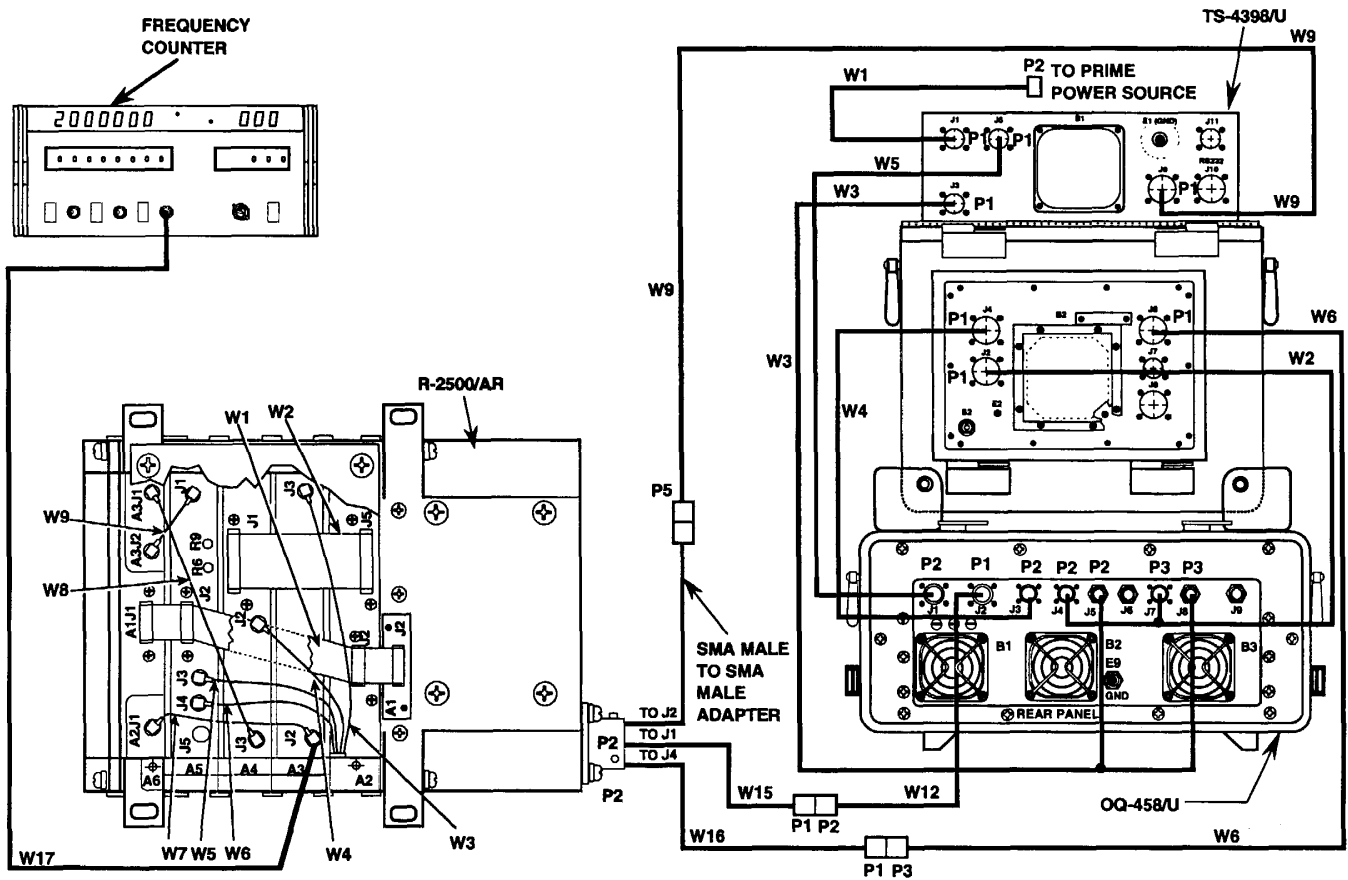 FREQUENCY
COUNTER
2000000 000
TS-4398/U
W9
P2 TO PRIME
POWER SOURCE
W1
J1
P1
J6
P1
B1
E1 (GND)
J11
RS232
J10
P1
W5
W3
J3
P1
W9
W9
J4
P1
B2
P1
W6
J2
P1
J7
W2
J8
W3
W4
E2
R-2500/AR
W1
W2
P5
A3J1
J1
J3
W9
A3J2
R9
J1
J5
R6
W8
J2
A1J1
J2
J2
J3
J4
A1
A2J1
J5
J3
J2
A6
A5
A4
A3
A2
W7
W5
W6
W4
W3
W17
SMA MALE
TO SMA
MALE
ADAPTER
TO J2
TO J1
TO J4
P2
P2
W15
P1 P2
W12
W16
P1 P3
W6
P2
P1
P2
P2
P2
P3
P3
J1
J2
J3
J4
J5
J6
J7
J8
J9
B1
B2
B3
E9
GND
REAR PANEL
OQ-458/U